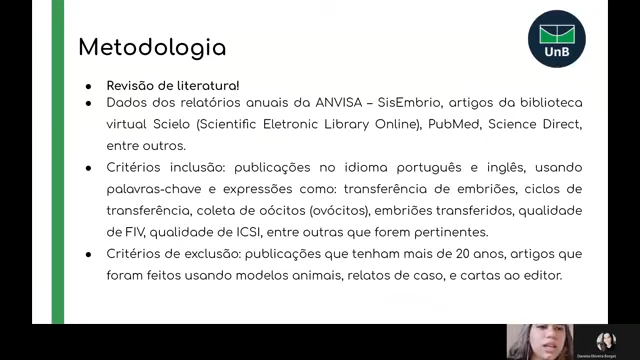 Metodologia
UnB
● Revisão de literatura!
● Dados dos relatórios anuais da ANVISA – SisEmbrio, artigos da biblioteca
virtual Scielo (Scientific Eletronic Library Online), PubMed, Science Direct,
entre outros.
● Critérios inclusão: publicações no idioma português e inglês, usando
palavras-chave e expressões como: transferência de embriões, ciclos de
transferência, coleta de oócitos (ovócitos), embriões transferidos, qualidade
de FIV, qualidade de ICSI, entre outras que forem pertinentes.
● Critérios de exclusão: publicações que tenham mais de 20 anos, artigos que
foram feitos usando modelos animais, relatos de caso, e cartas ao editor.